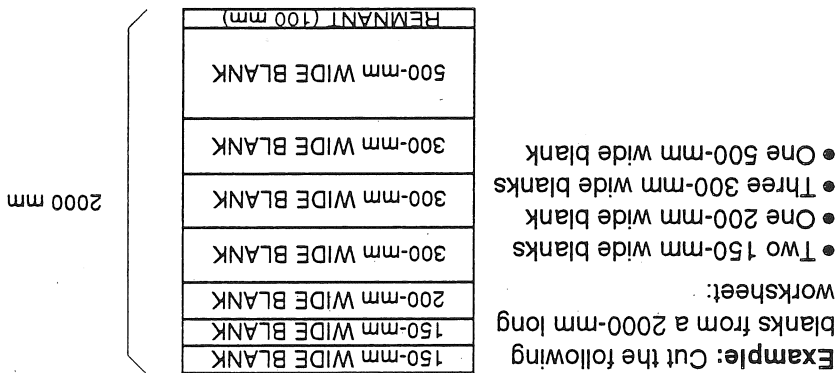 Example: Cut the following
blanks from a 2000-mm long
worksheet:
• Two 150-mm wide blanks
• One 200-mm wide blank
• Three 300-mm wide blanks
• One 500-mm wide blank
150-mm WIDE BLANK
150-mm WIDE BLANK
200-mm WIDE BLANK
300-mm WIDE BLANK
300-mm WIDE BLANK
300-mm WIDE BLANK
500-mm WIDE BLANK
REMNANT (100 mm)
2000 mm